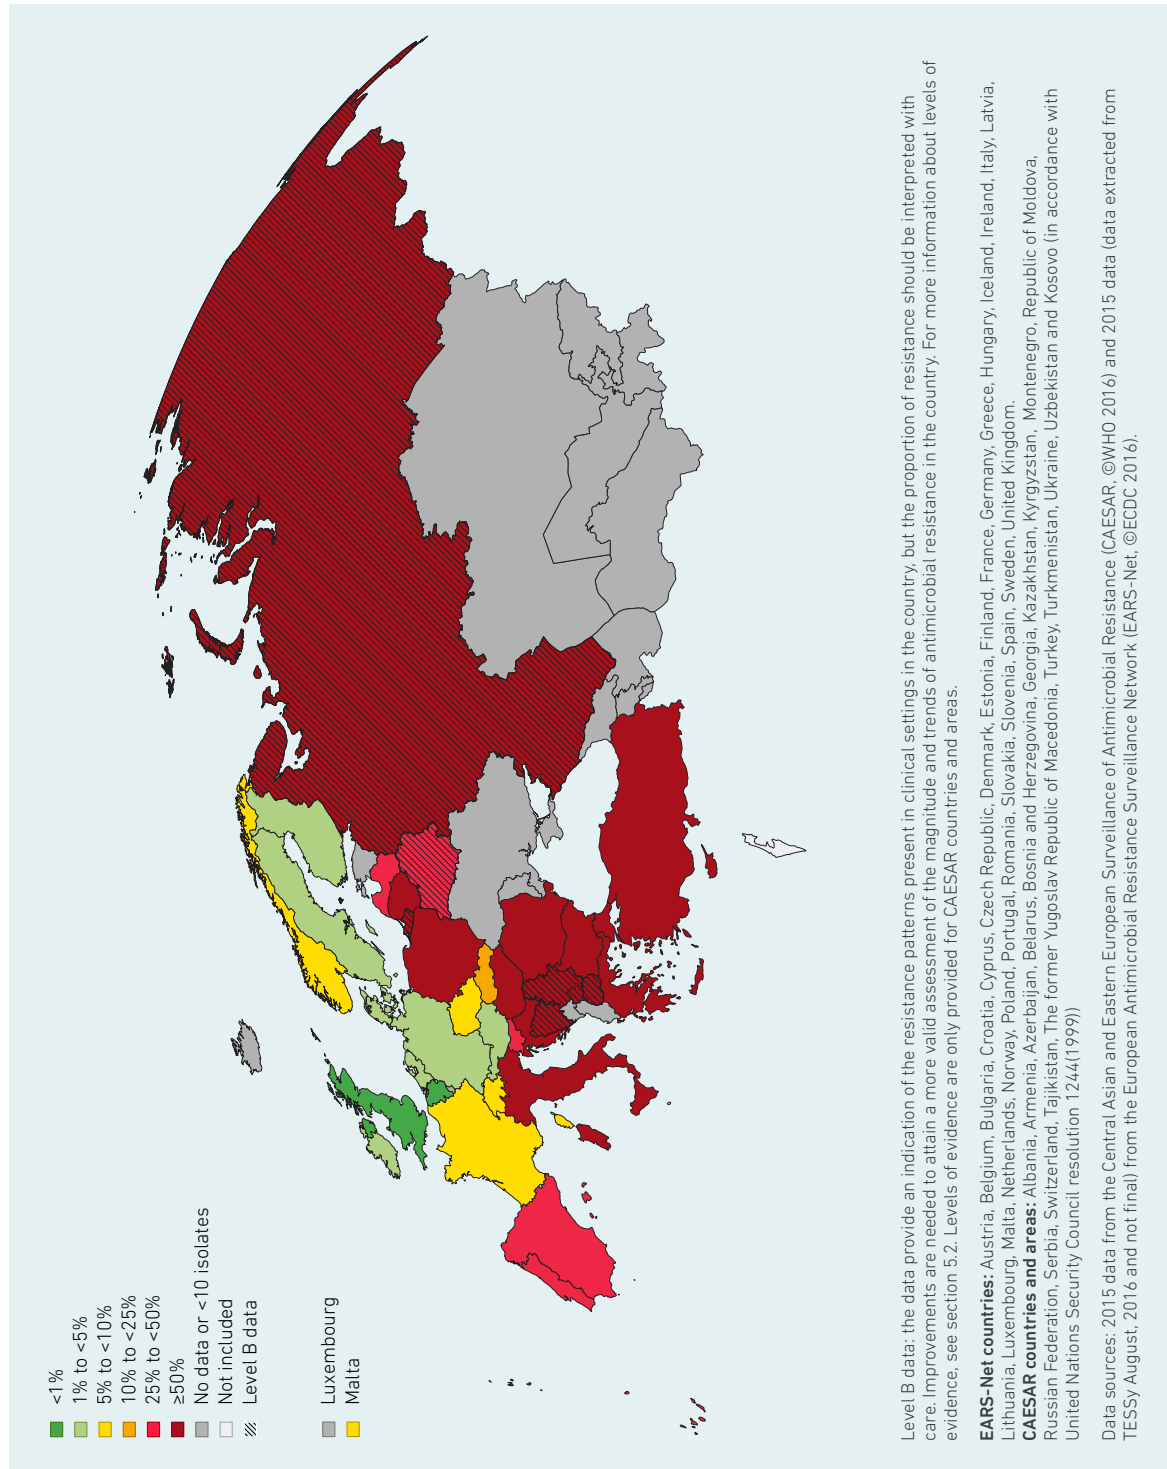 <1%
1% to <5%
5% to <10%
10% to <25%
25% to <50%
≥50%
No data or <10 isolates
Not included
Level B data
Luxembourg
Malta
Level B data: the data provide an indication of the resistance patterns present in clinical settings in the country, but the proportion of resistance should be interpreted with
care. Improvements are needed to attain a more valid assessment of the magnitude and trends of antimicrobial resistance in the country. For more information about levels of
evidence, see section 5.2. Levels of evidence are only provided for CAESAR countries and areas.
EARS-Net countries: Austria, Belgium, Bulgaria, Croatia, Cyprus, Czech Republic, Denmark, Estonia, Finland, France, Germany, Greece, Hungary, Iceland, Ireland, Italy, Latvia,
Lithuania, Luxembourg, Malta, Netherlands, Norway, Poland, Portugal, Romania, Slovakia, Slovenia, Spain, Sweden, United Kingdom.
CAESAR countries and areas: Albania, Armenia, Azerbaijan, Belarus, Bosnia and Herzegovina, Georgia, Kazakhstan, Kyrgyzstan, Montenegro, Republic of Moldova,
Russian Federation, Serbia, Switzerland, Tajikistan, The former Yugoslav Republic of Macedonia, Turkey, Turkmenistan, Ukraine, Uzbekistan and Kosovo (in accordance with
United Nations Security Council resolution 1244(1999))
Data sources: 2015 data from the Central Asian and Eastern European Surveillance of Antimicrobial Resistance (CAESAR, ©WHO 2016) and 2015 data (data extracted from
TESSy August, 2016 and not final) from the European Antimicrobial Resistance Surveillance Network (EARS-Net, ©ECDC 2016).